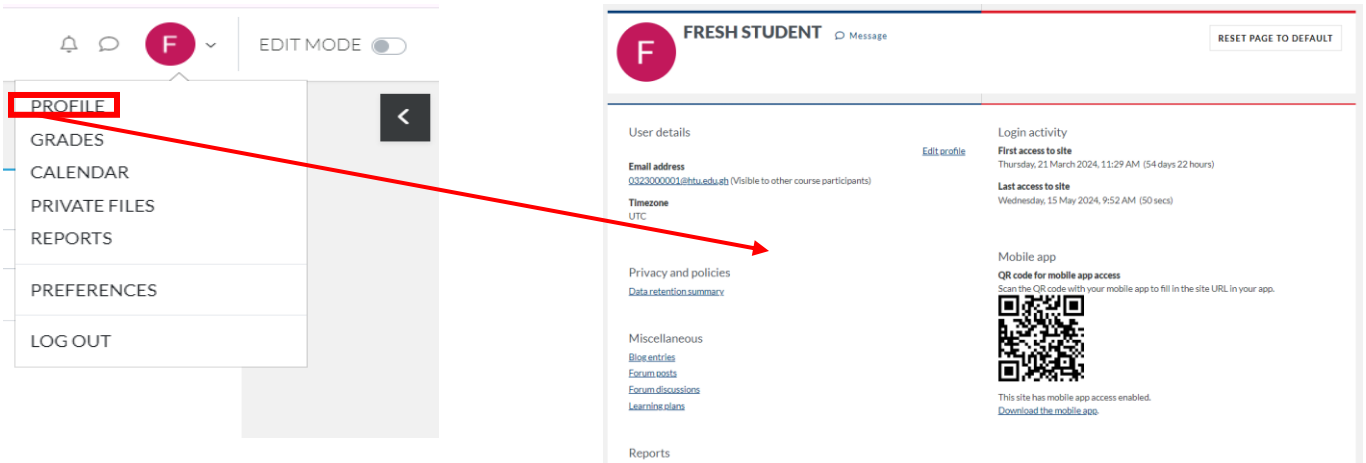 F
EDIT MODE
PROFILE
GRADES
CALENDAR
PRIVATE FILES
REPORTS
PREFERENCES
LOG OUT
F
FRESH STUDENT
Message
RESET PAGE TO DEFAULT
User details
Edit profile
Email address
0323000001@htu.edu.gh (Visible to other course participants)
Timezone
UTC
Privacy and policies
Data retention summary
Miscellaneous
Blog entries
Forum posts
Forum discussions
Learning plans
Reports
Login activity
First access to site
Thursday, 21 March 2024, 11:29 AM (54 days 22 hours)
Last access to site
Wednesday, 15 May 2024, 9:52 AM (50 secs)
Mobile app
QR code for mobile app access
Scan the QR code with your mobile app to fill in the site URL in your app.
This site has mobile app access enabled.
Download the mobile app.